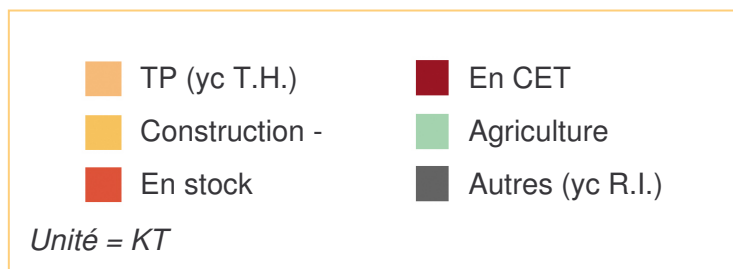 TP (yc T.H.)
Construction -
En stock
En CET
Agriculture
Autres (yc R.I.)
Unité = KT